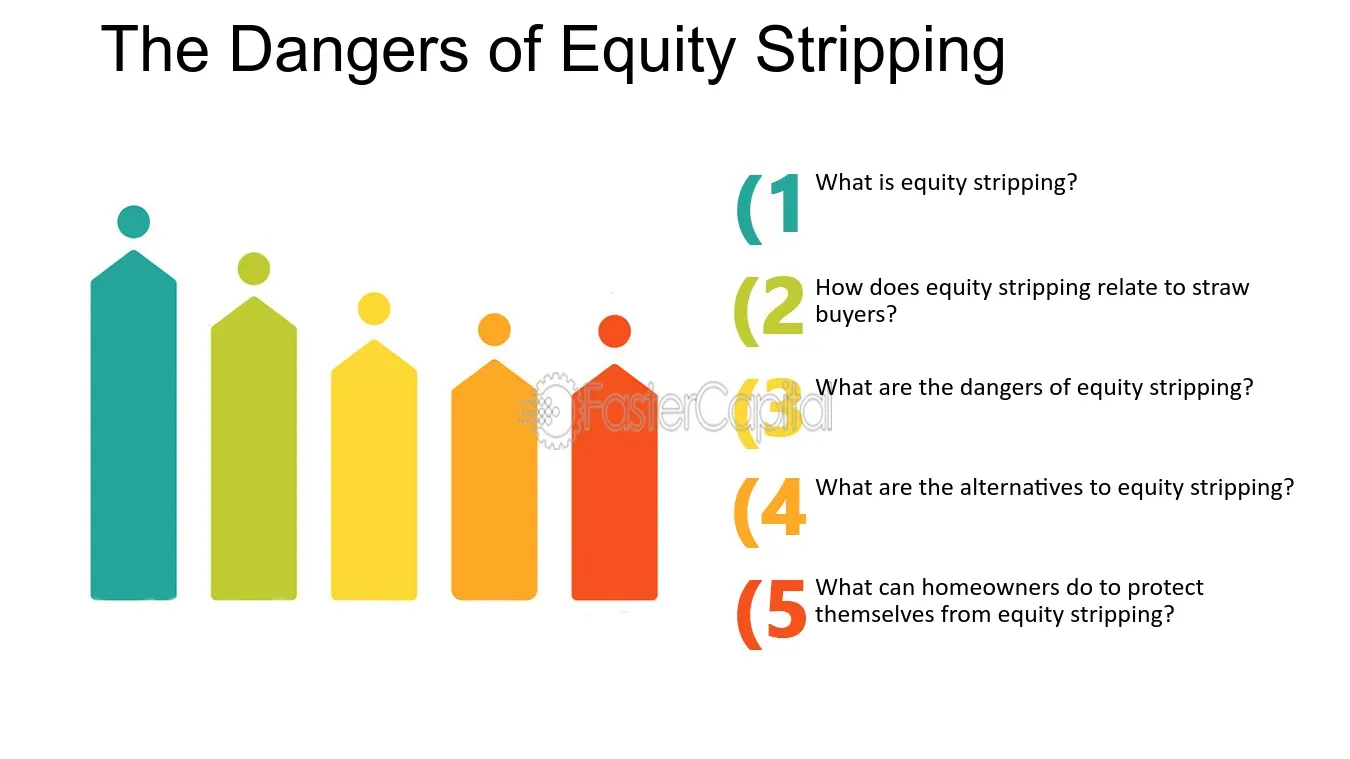 The Dangers of Equity Stripping
(1 What is equity stripping?
(2 How does equity stripping relate to straw
buyers?
(3 What are the dangers of equity stripping?
FasterCapital
(4 What are the alternatives to equity stripping?
(5 What can homeowners do to protect
themselves from equity stripping?